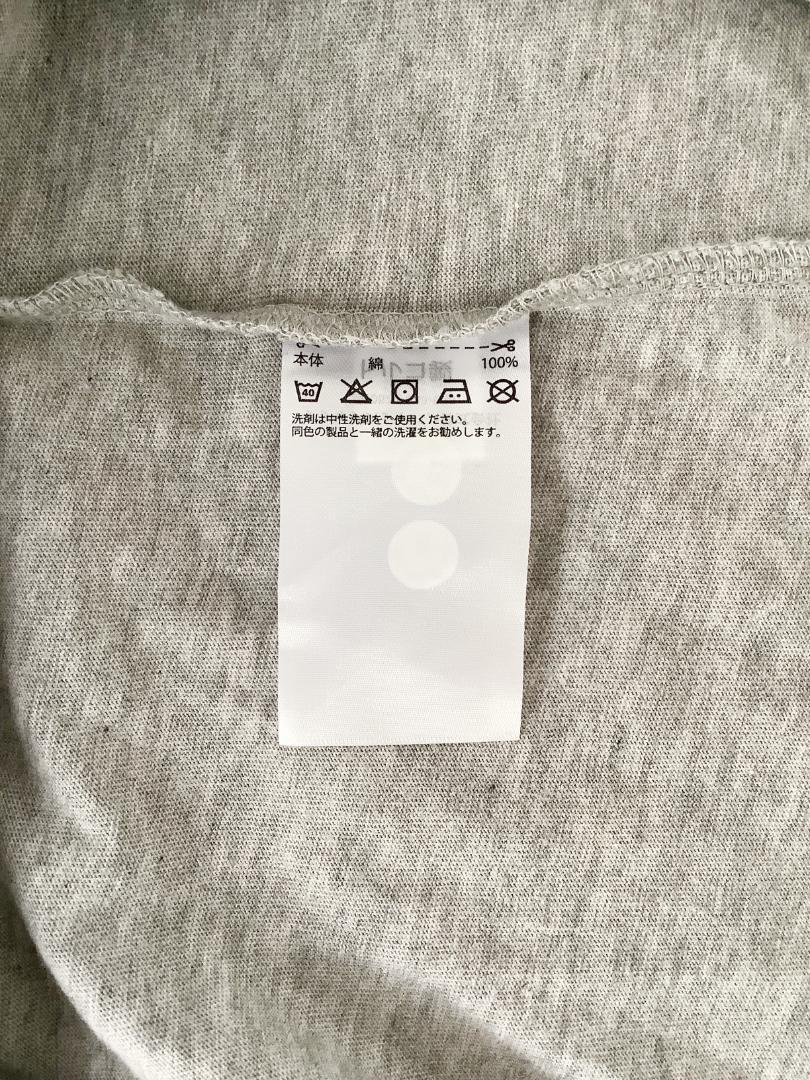 本体 綿 100%
40
洗剤は中性洗剤をご使用ください。
同色の製品と一緒の洗濯をお勧めします。